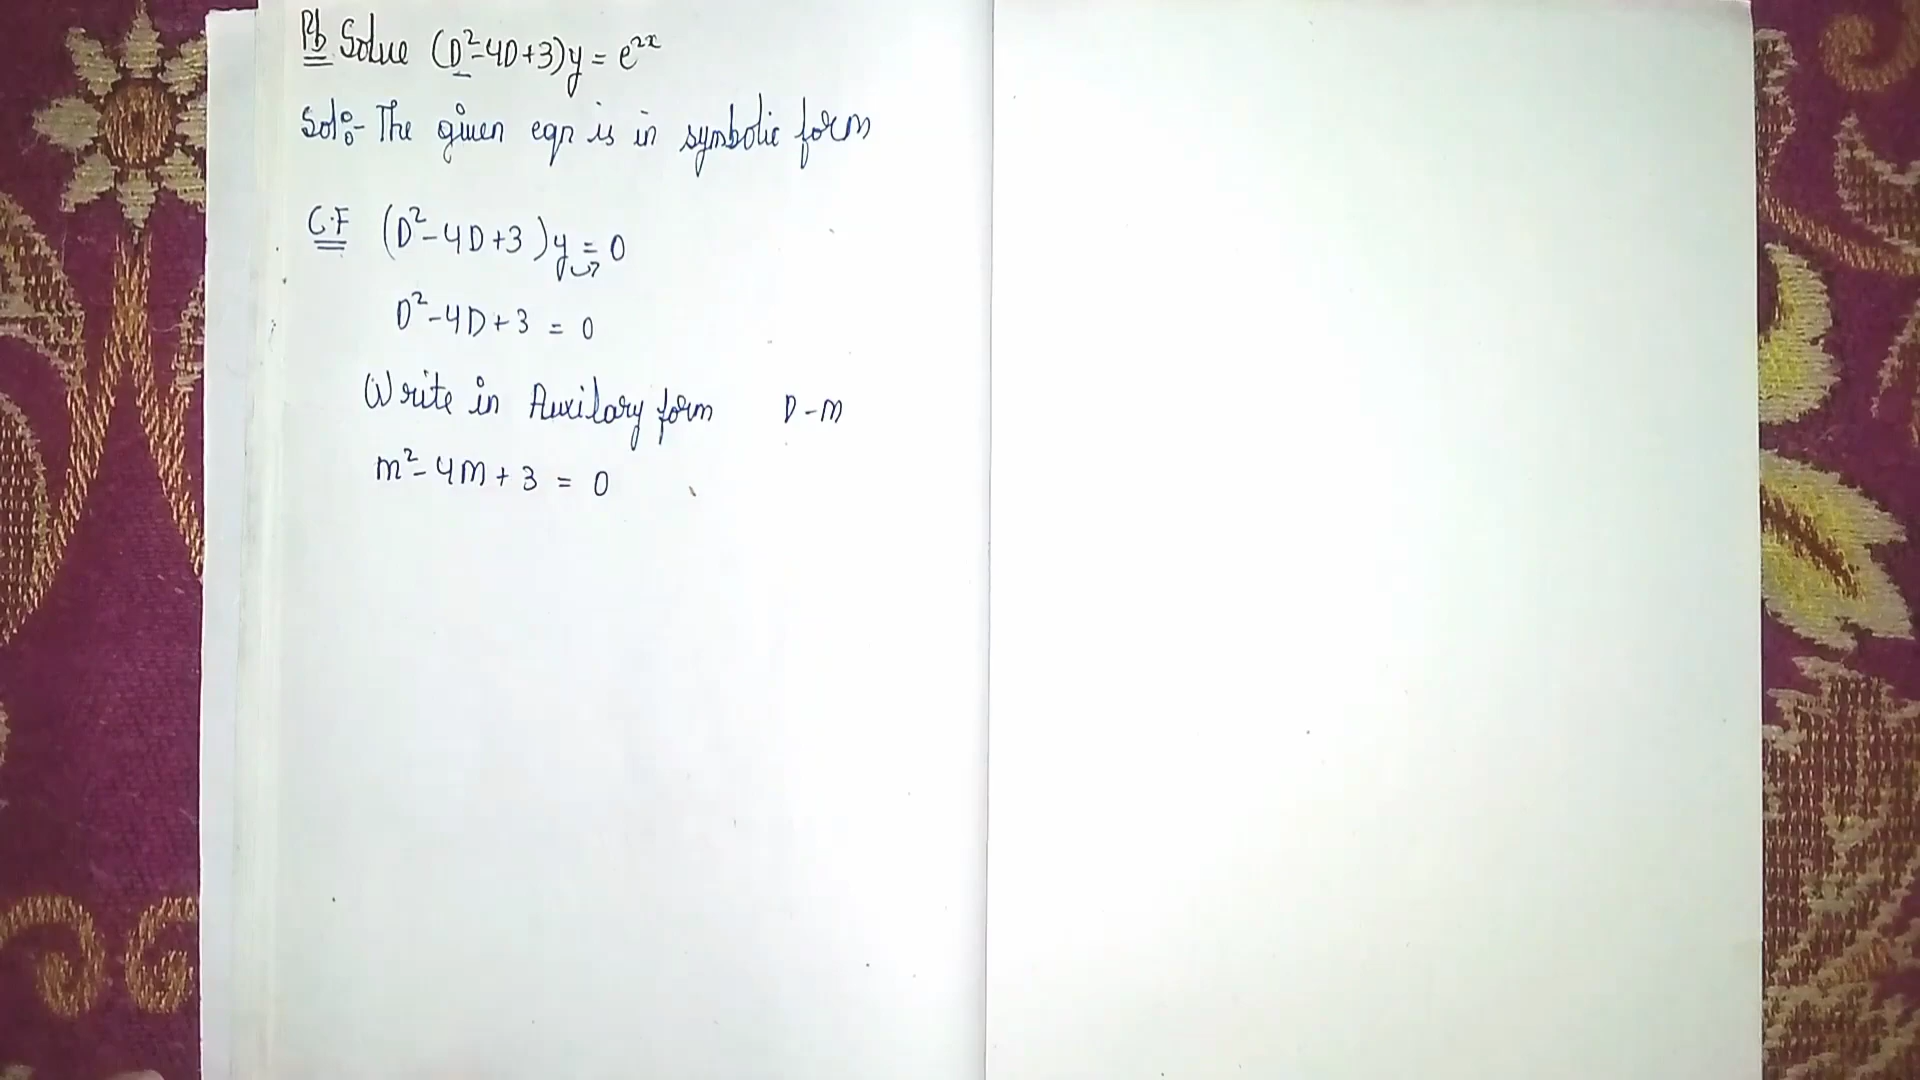 Pb Solve (D²-4D+3)y = e²ˣ
Sol:- The given eqn is in symbolic form
C.F (D²-4D+3)y = 0
D²-4D+3 = 0
Write in Auxilary form D-m
m²-4m+3 = 0